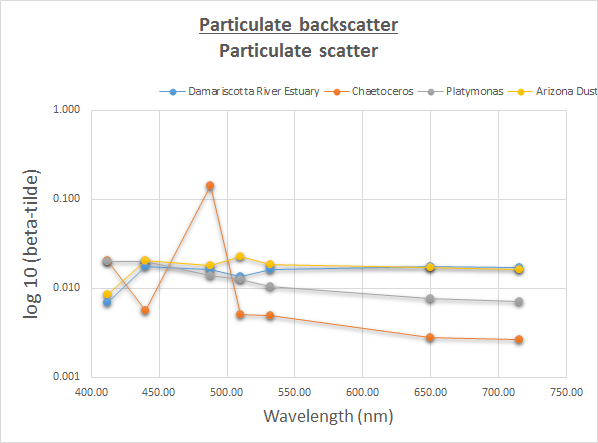 Particulate backscatter
Particulate scatter
Damariscotta River Estuary Chaetoceros Platymonas Arizona Dust
1.000
0.100
0.010
0.001
log 10 (beta-tilde)
400.00 450.00 500.00 550.00 600.00 650.00 700.00 750.00
Wavelength (nm)